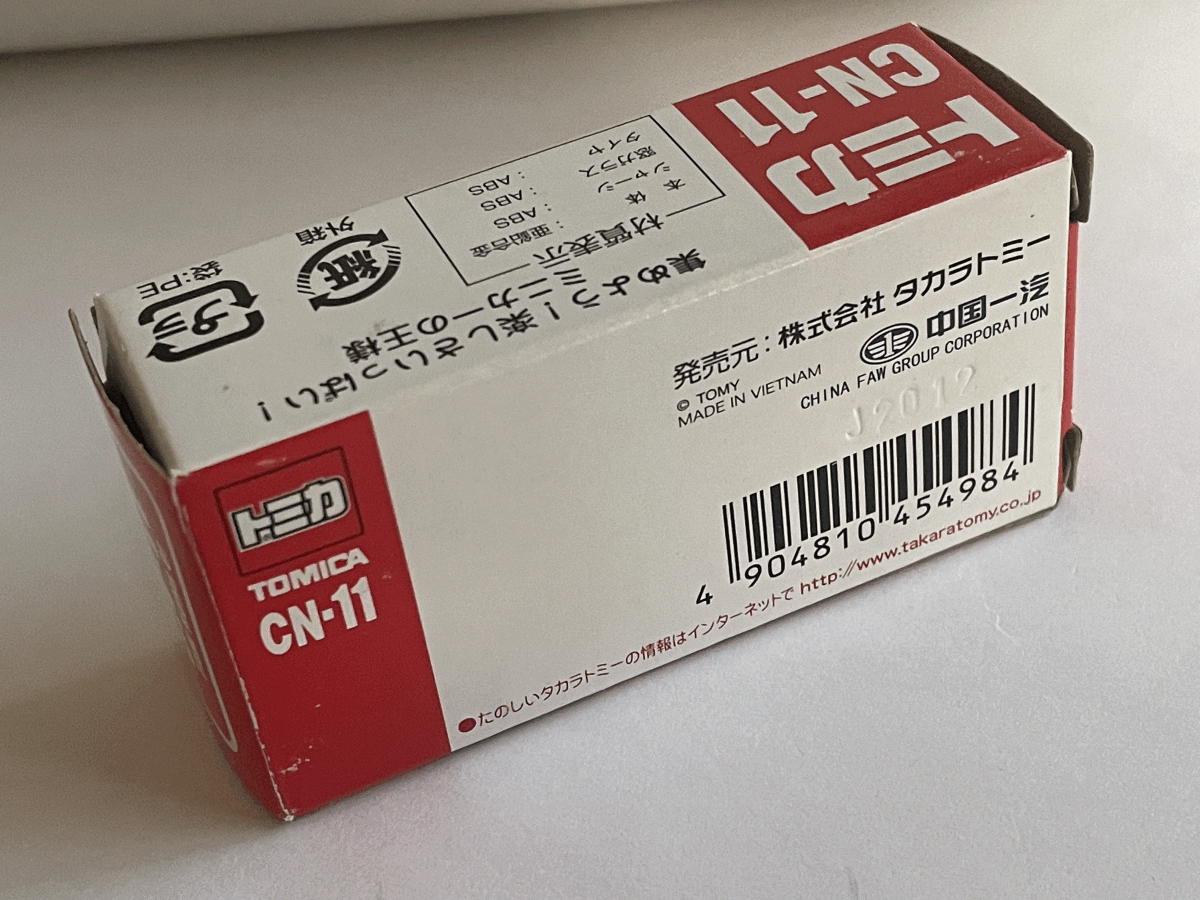 トミカ
CN-11
材質表示
本体：亜鉛合金
シャーシ：ABS
窓ガラス：ABS
タイヤ：ABS
紙
外箱
プラ
袋:PE
集めよう！ミニカーの王様
楽しさいっぱい！
発売元：株式会社 タカラトミー
© TOMY
MADE IN VIETNAM
中国一汽
CHINA FAW GROUP CORPORATION
J2012
4 904810 454984
●たのしいタカラトミーの情報はインターネットで http://www.takaratomy.co.jp
トミカ
TOMICA
CN-11